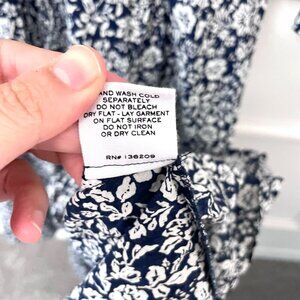 AND WASH COLD
SEPARATELY
DO NOT BLEACH
DRY FLAT - LAY GARMENT
ON FLAT SURFACE
DO NOT IRON
OR DRY CLEAN
RN# 136209